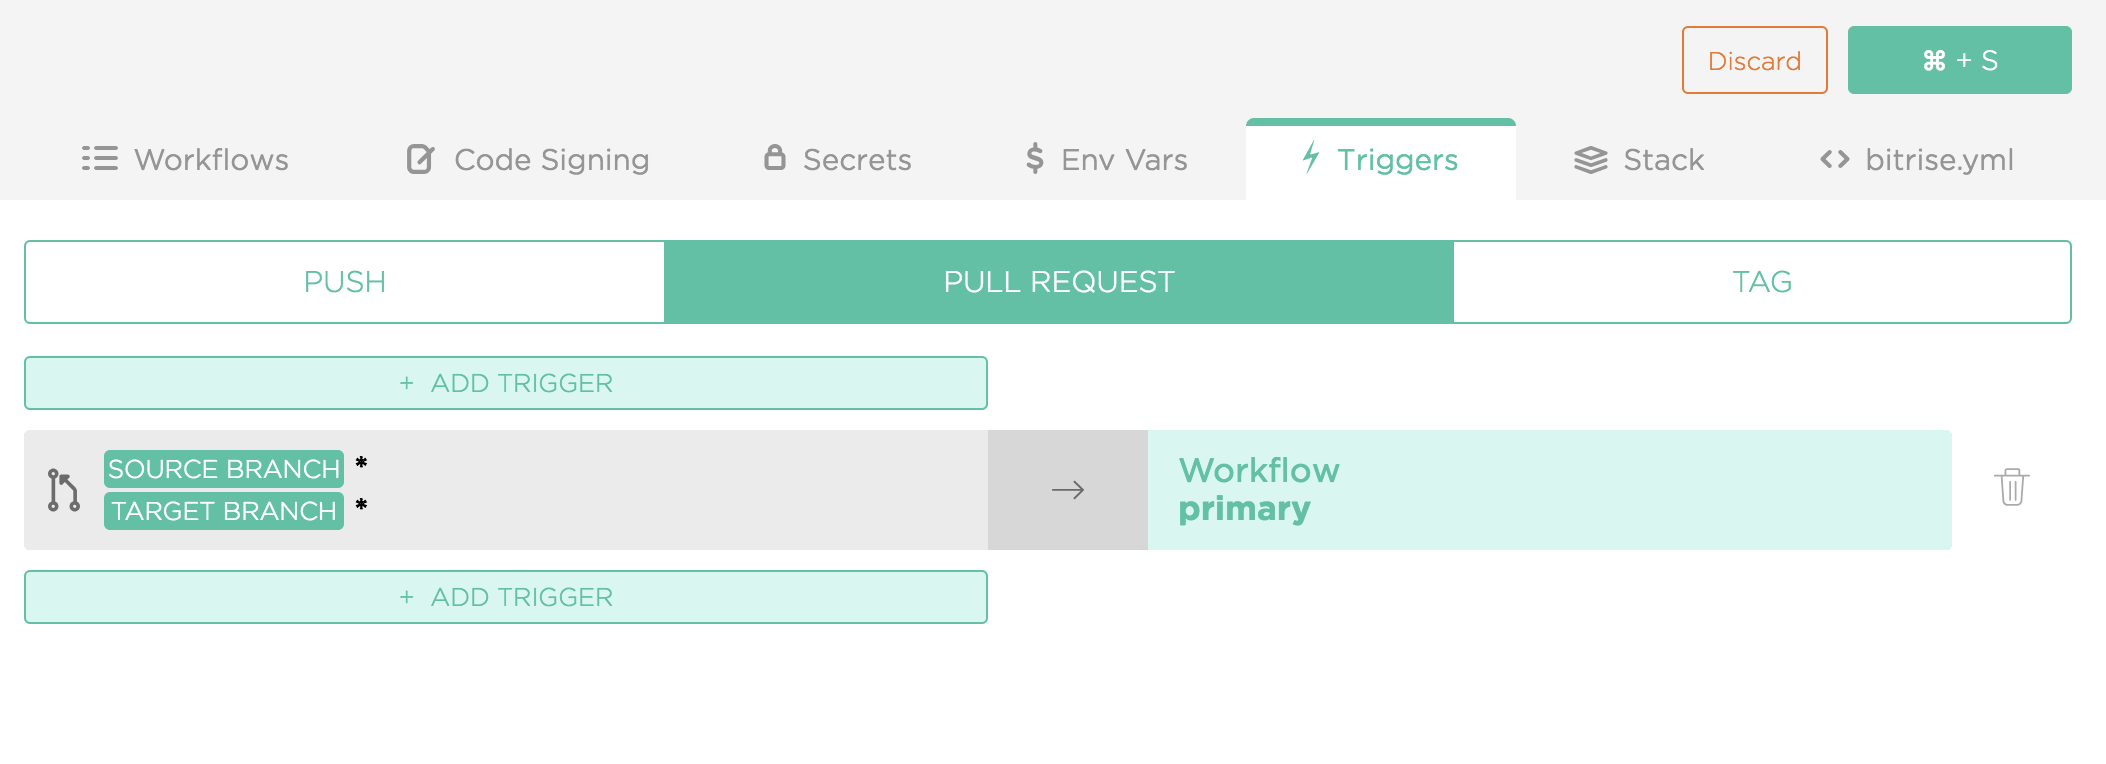 Discard
⌘ + S
Workflows
Code Signing
Secrets
$ Env Vars
Triggers
Stack
<> bitrise.yml
PUSH
PULL REQUEST
TAG
+ ADD TRIGGER
SOURCE BRANCH *
TARGET BRANCH *
→
Workflow
primary
+ ADD TRIGGER